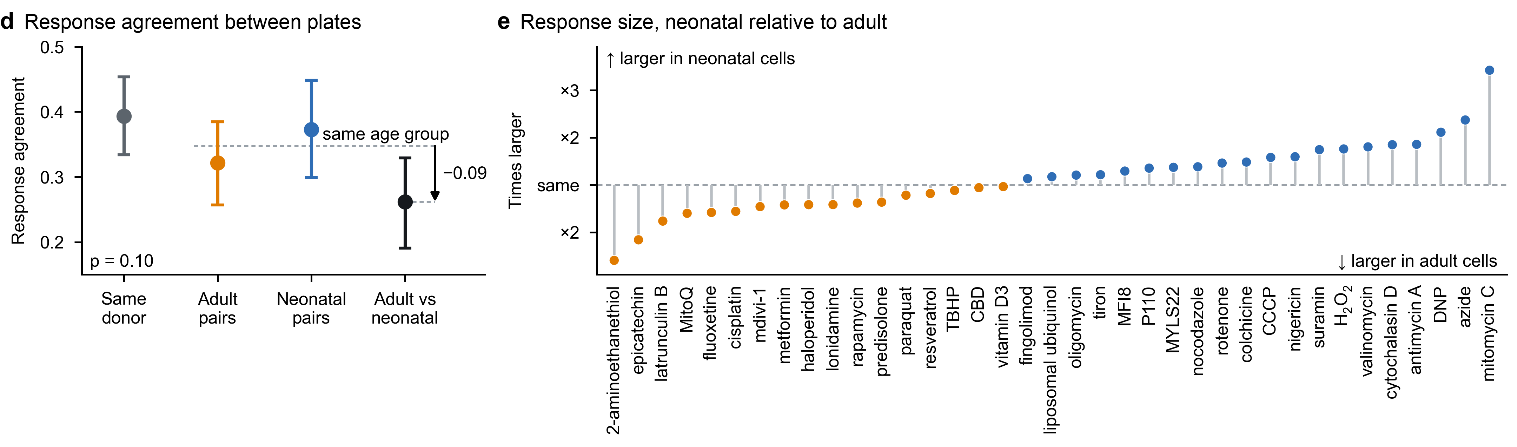 d Response agreement between plates
Response agreement
0.5
0.4
0.3
0.2
same age group
−0.09
p = 0.10
Same
donor
Adult
pairs
Neonatal
pairs
Adult vs
neonatal
e Response size, neonatal relative to adult
Times larger
↑ larger in neonatal cells
×3
×2
same
×2
↓ larger in adult cells
2-aminoethanethiol
epicatechin
latrunculin B
MitoQ
fluoxetine
cisplatin
mdivi-1
metformin
haloperidol
lonidamine
rapamycin
predisolone
paraquat
resveratrol
TBHP
CBD
vitamin D3
fingolimod
liposomal ubiquinol
oligomycin
tiron
MFI8
P110
MYLS22
nocodazole
rotenone
colchicine
CCCP
nigericin
suramin
H₂O₂
valinomycin
cytochalasin D
antimycin A
DNP
azide
mitomycin C